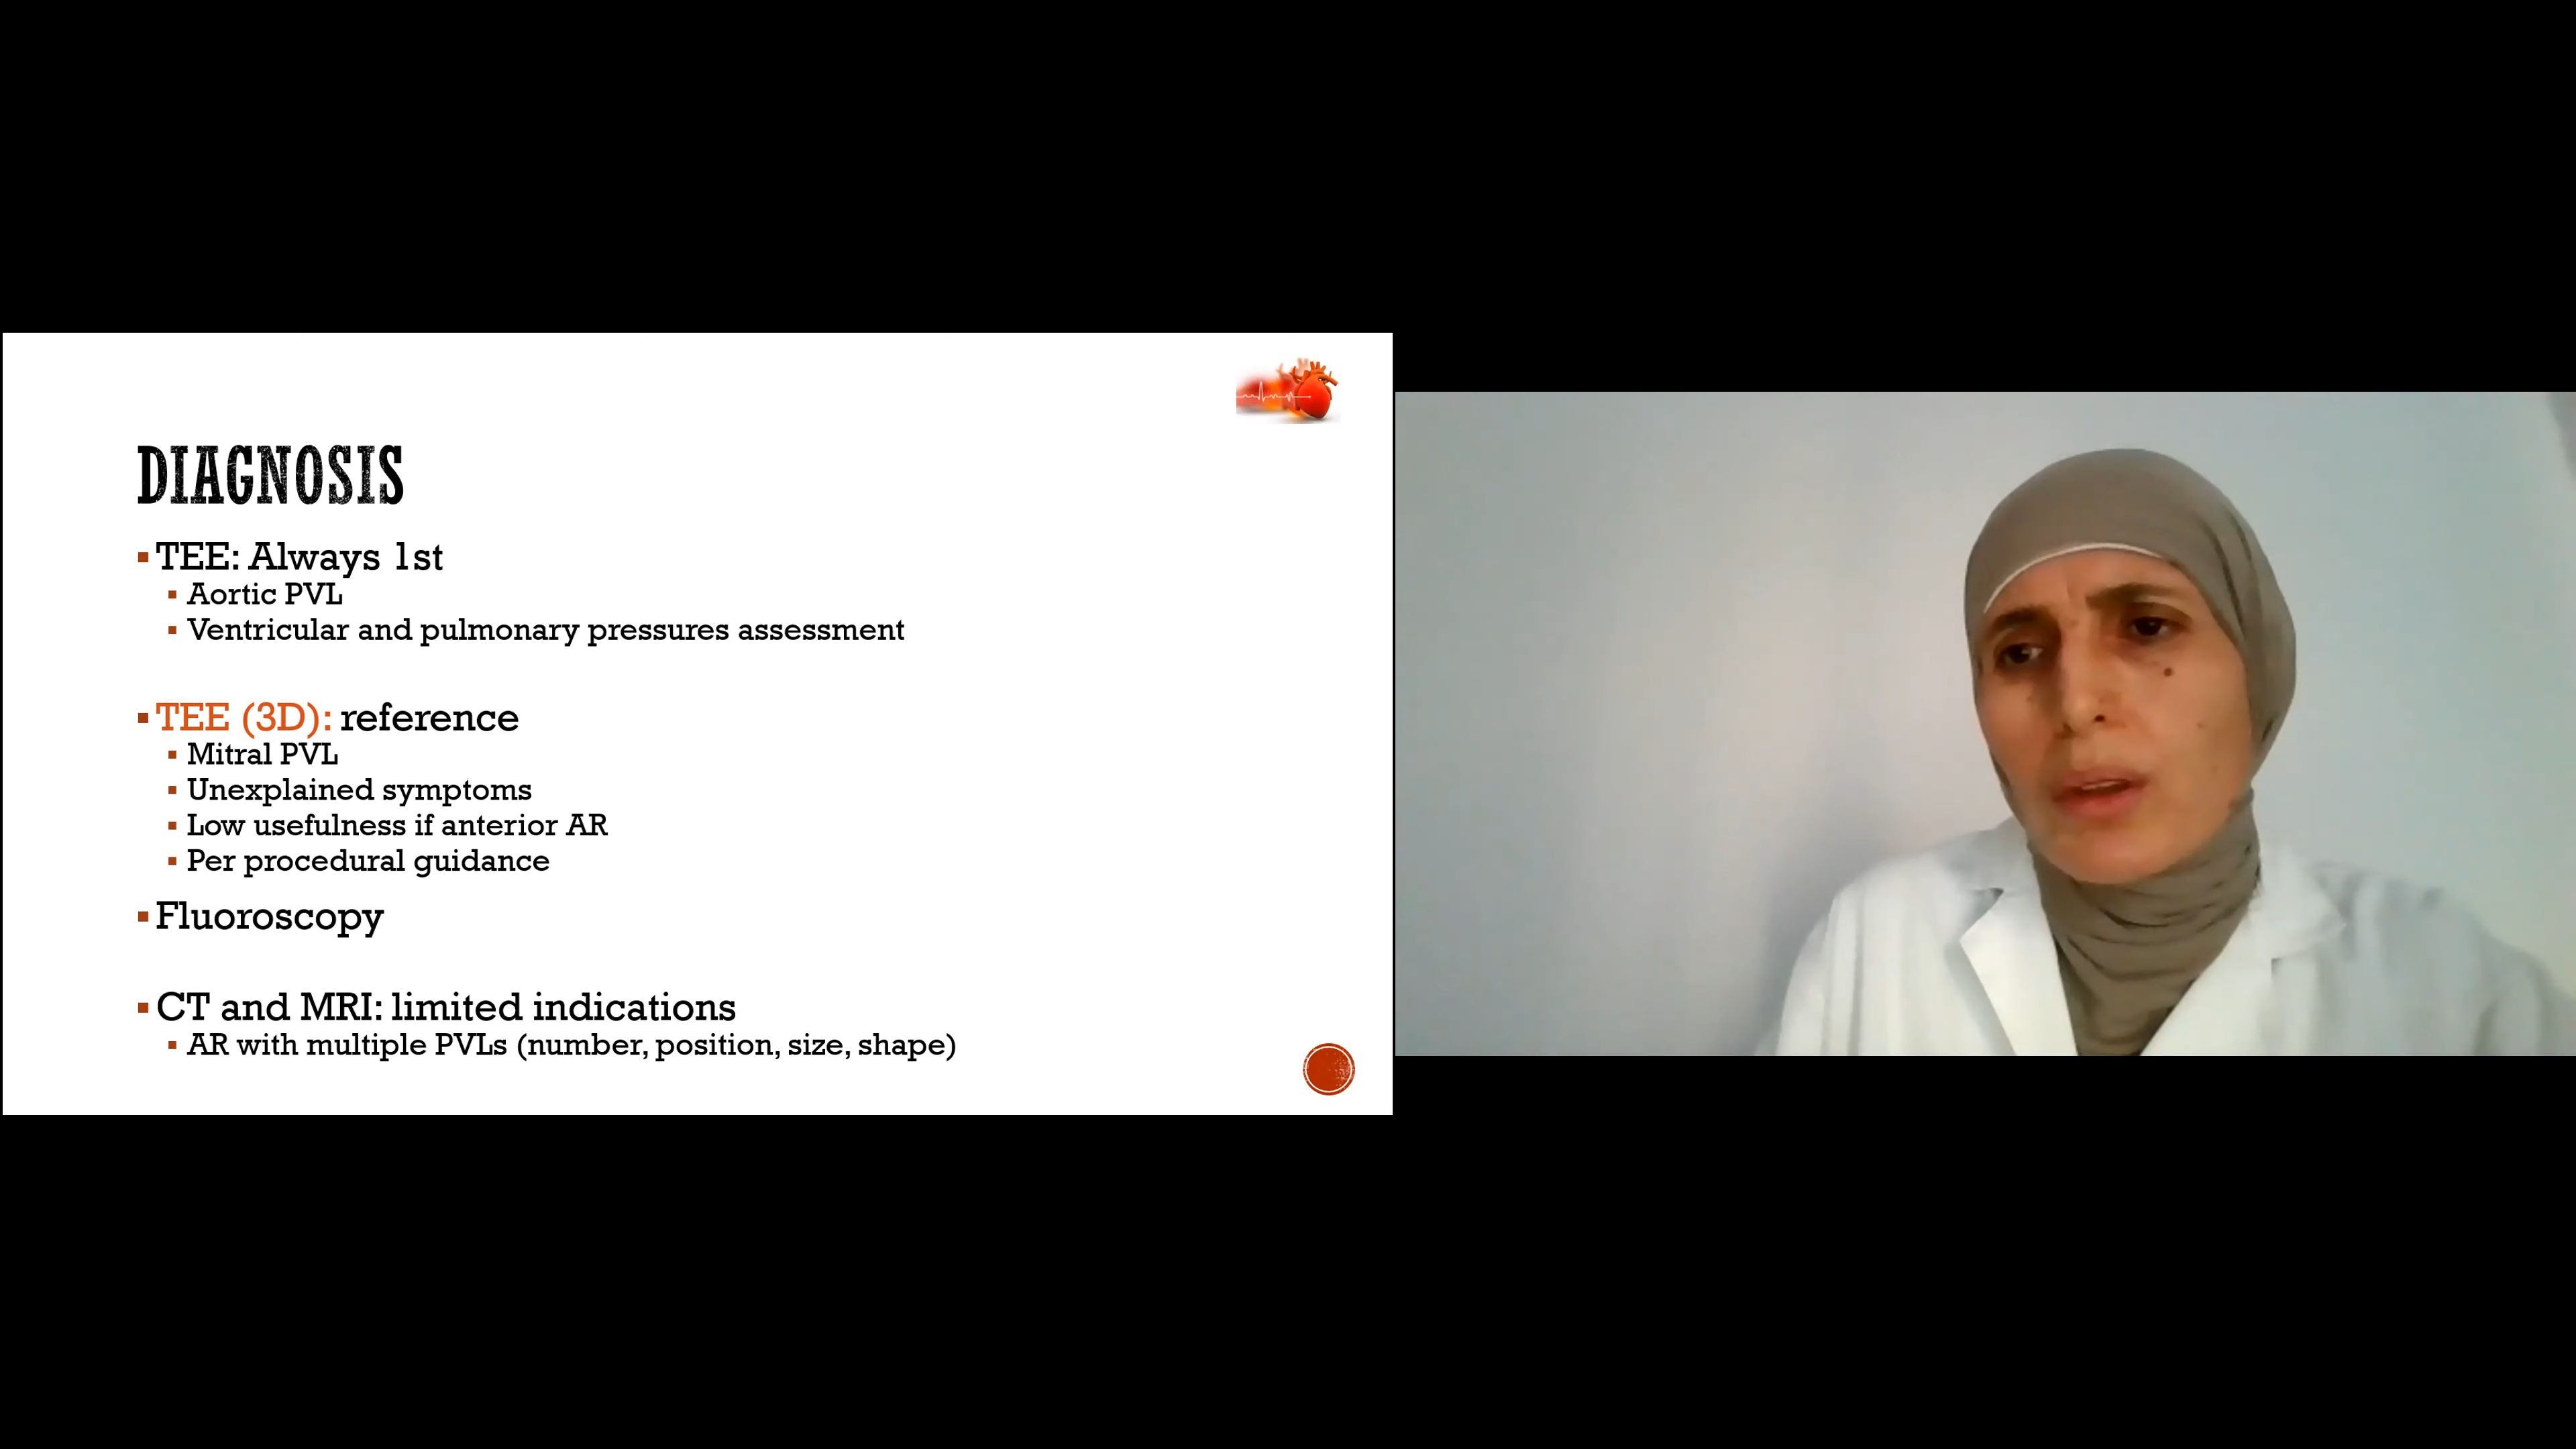 DIAGNOSIS
TEE: Always 1st
Aortic PVL
Ventricular and pulmonary pressures assessment
TEE (3D): reference
Mitral PVL
Unexplained symptoms
Low usefulness if anterior AR
Per procedural guidance
Fluoroscopy
CT and MRI: limited indications
AR with multiple PVLs (number, position, size, shape)